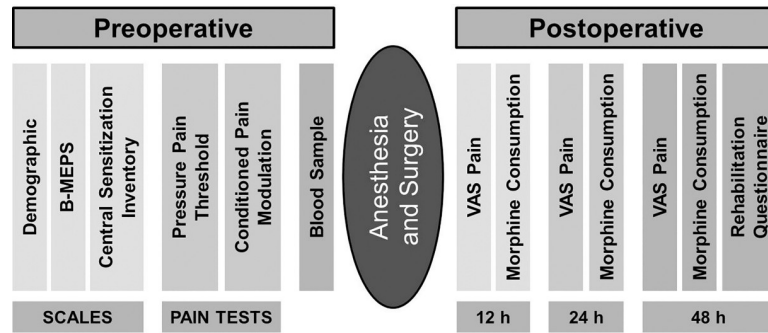 Preoperative
Postoperative
Demographic
B-MEPS
Central Sensitization
Inventory
Pressure Pain
Threshold
Conditioned Pain
Modulation
Blood Sample
Anesthesia
and Surgery
VAS Pain
Morphine Consumption
VAS Pain
Morphine Consumption
VAS Pain
Morphine Consumption
Rehabilitation
Questionnaire
SCALES
PAIN TESTS
12 h
24 h
48 h